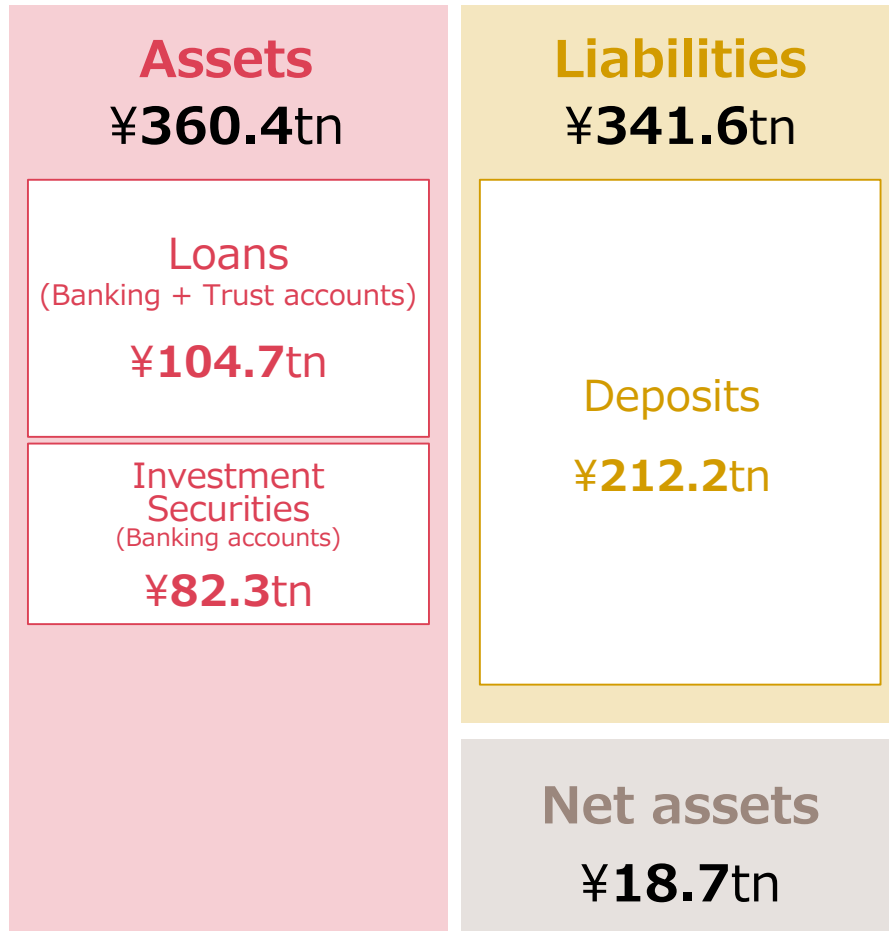 Assets
¥360.4tn
Loans
(Banking + Trust accounts)
¥104.7tn
Investment
Securities
(Banking accounts)
¥82.3tn
Liabilities
¥341.6tn
Deposits
¥212.2tn
Net assets
¥18.7tn